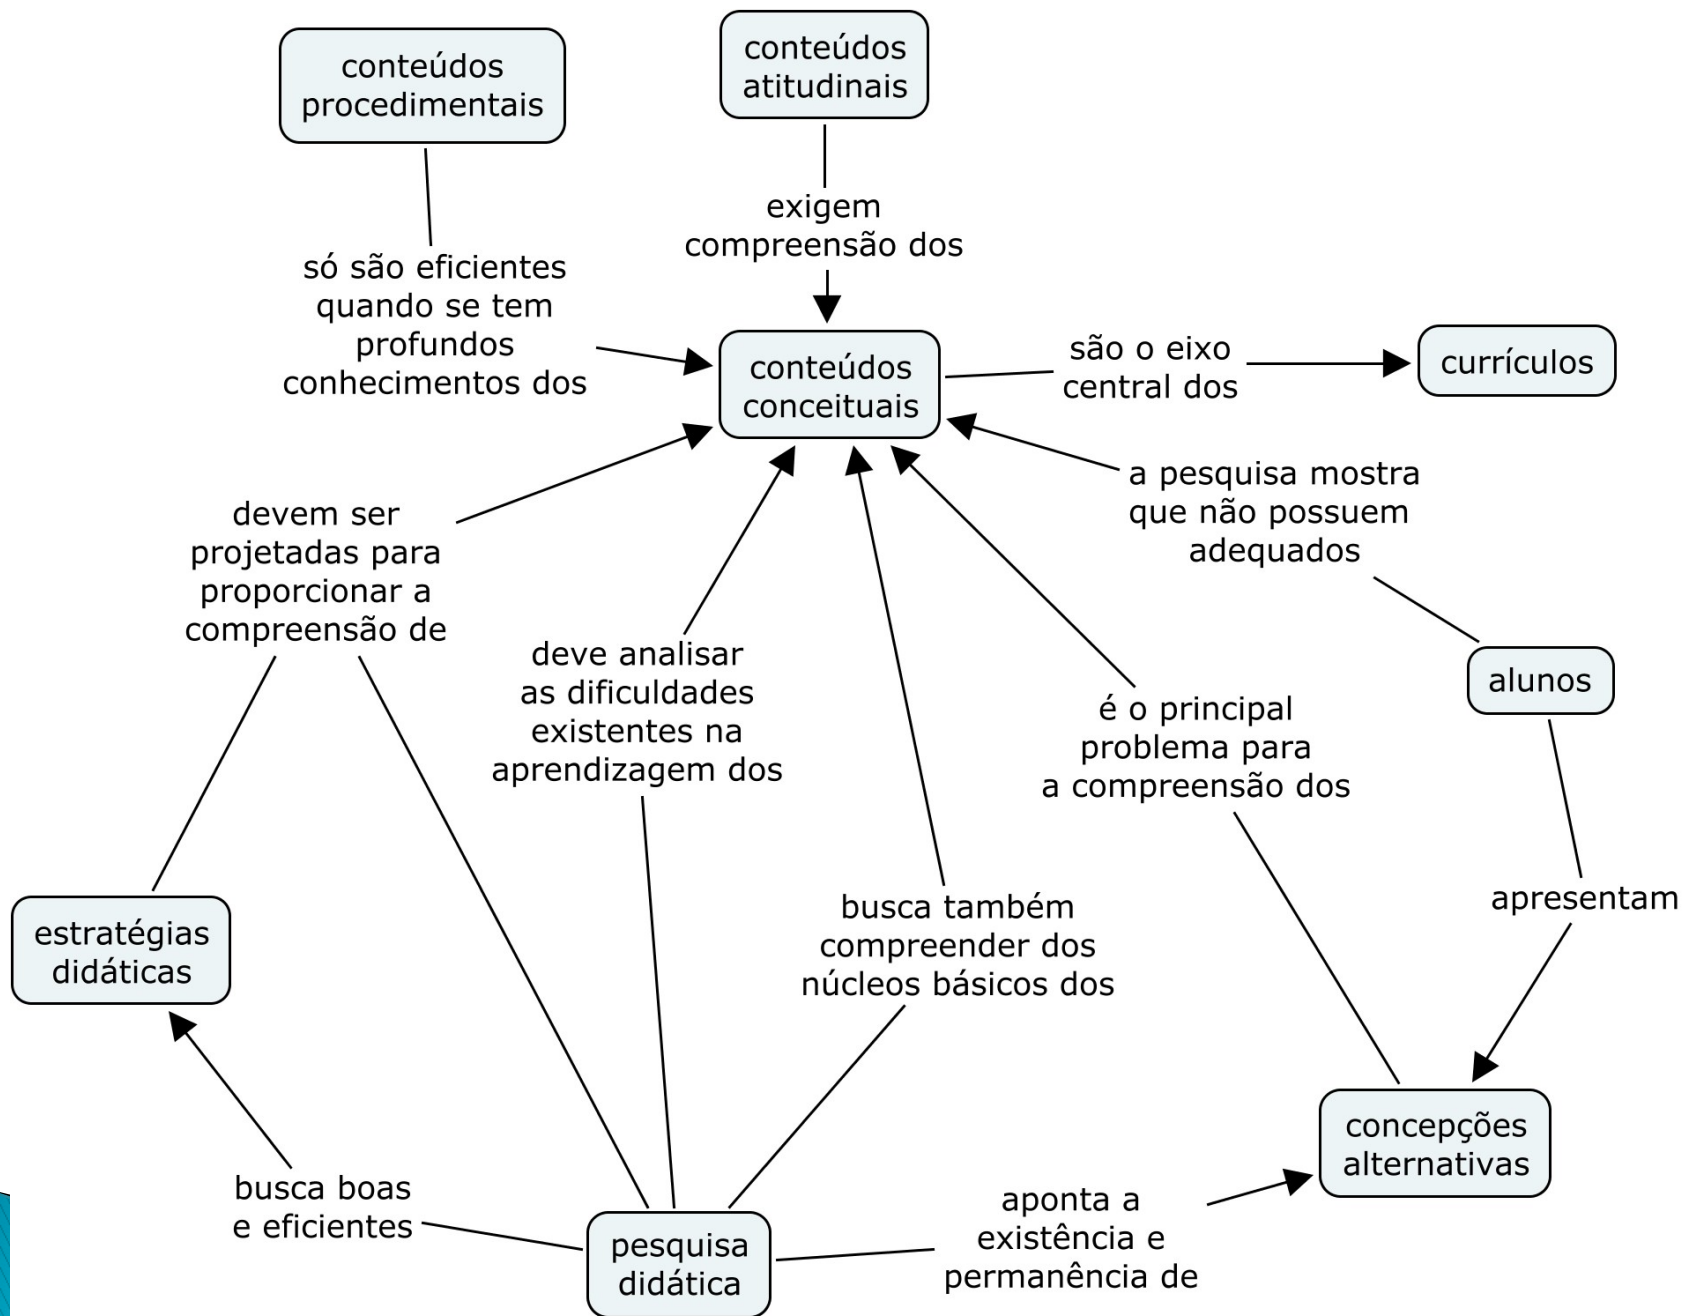 conteúdos
procedimentais
conteúdos
atitudinais
exigem
compreensão dos
só são eficientes
quando se tem
profundos
conhecimentos dos
conteúdos
conceituais
são o eixo
central dos
currículos
a pesquisa mostra
que não possuem
adequados
devem ser
projetadas para
proporcionar a
compreensão de
deve analisar
as dificuldades
existentes na
aprendizagem dos
é o principal
problema para
a compreensão dos
alunos
apresentam
estratégias
didáticas
busca também
compreender dos
núcleos básicos dos
concepções
alternativas
busca boas
e eficientes
pesquisa
didática
aponta a
existência e
permanência de